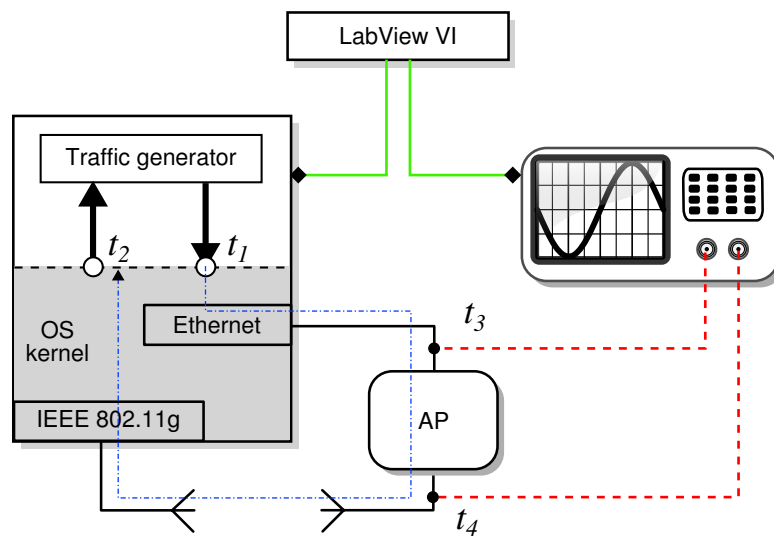 LabView VI
Traffic generator
t2
t1
Ethernet
OS
kernel
IEEE 802.11g
t3
AP
t4